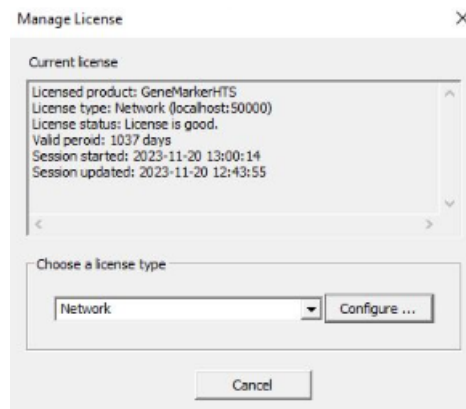 Manage License
Current license
Licensed product: GeneMarkerHTS
License type: Network (localhost:50000)
License status: License is good.
Valid peroid: 1037 days
Session started: 2023-11-20 13:00:14
Session updated: 2023-11-20 12:43:55
Choose a license type
Network
Configure ...
Cancel